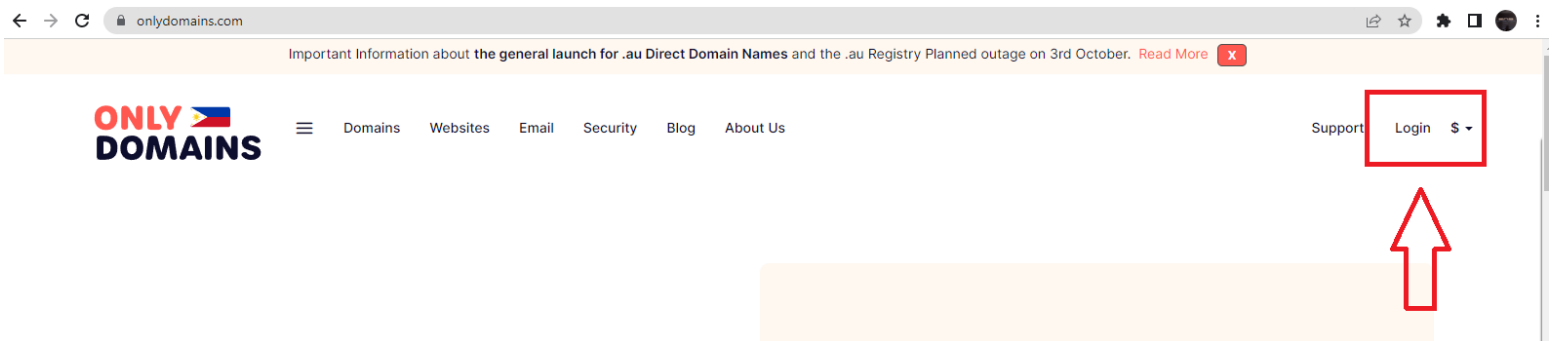 onlydomains.com
Important Information about the general launch for .au Direct Domain Names and the .au Registry Planned outage on 3rd October. Read More X
ONLY
DOMAINS
Domains Websites Email Security Blog About Us Support Login $